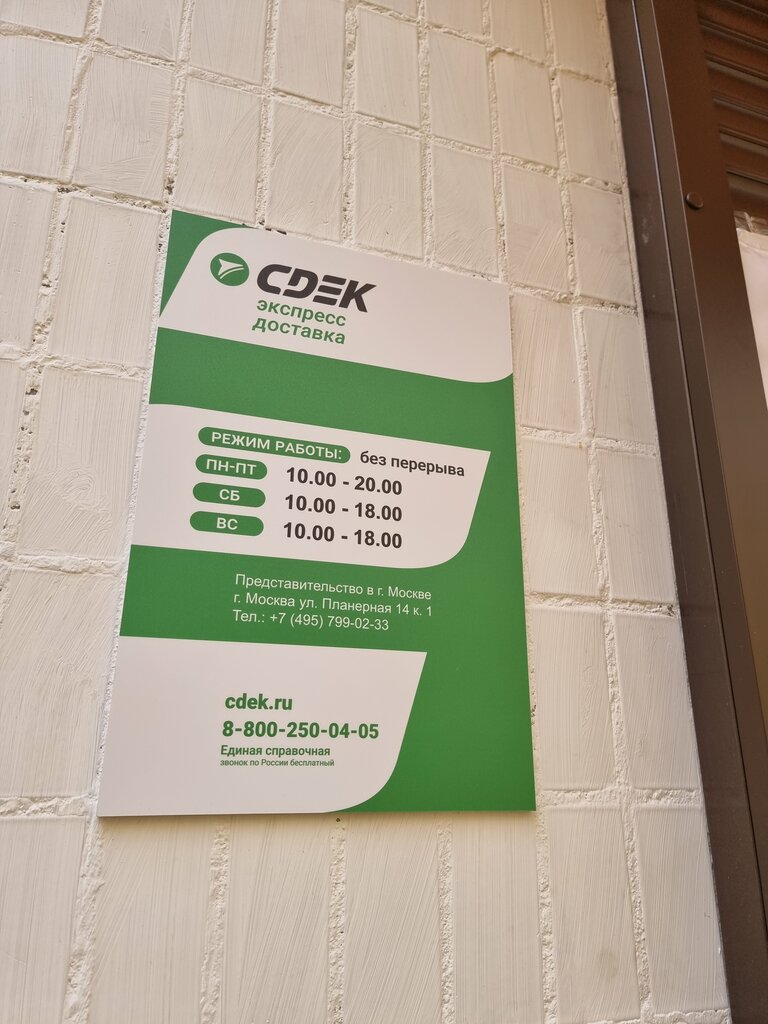 CDEK
экспресс
доставка
РЕЖИМ РАБОТЫ: без перерыва
ПН-ПТ 10.00 - 20.00
СБ 10.00 - 18.00
ВС 10.00 - 18.00
Представительство в г. Москве
г. Москва ул. Планерная 14 к. 1
Тел.: +7 (495) 799-02-33
cdek.ru
8-800-250-04-05
Единая справочная
звонок по России бесплатный